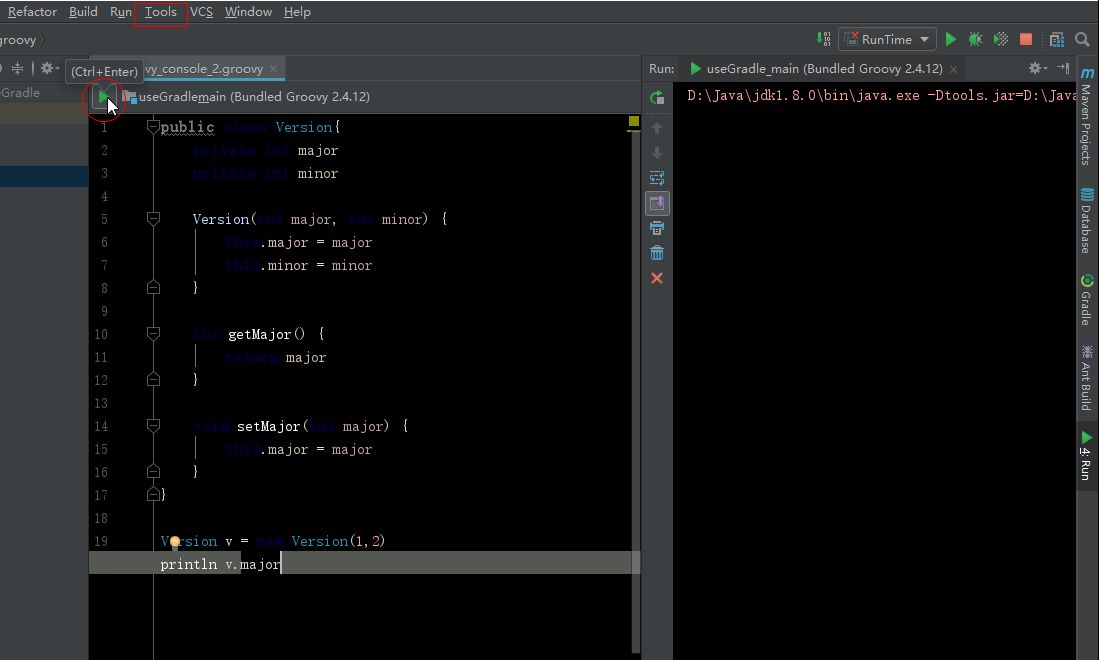 Refactor Build Run Tools VCS Window Help
groovy
RunTime
(Ctrl+Enter)
vy_console_2.groovy
Run: useGradle_main (Bundled Groovy 2.4.12)
Gradle
useGradlemain (Bundled Groovy 2.4.12)
D:\Java\jdk1.8.0\bin\java.exe -Dtools.jar=D:\Java
1 public class Version{
2 private int major
3 private int minor
4
5 Version(int major, int minor) {
6 this.major = major
7 this.minor = minor
8 }
9
10 int getMajor() {
11 return major
12 }
13
14 void setMajor(int major) {
15 this.major = major
16 }
17 }
18
19 Version v = new Version(1,2)
println v.major
m Maven Projects
Database
Gradle
Ant Build
4: Run